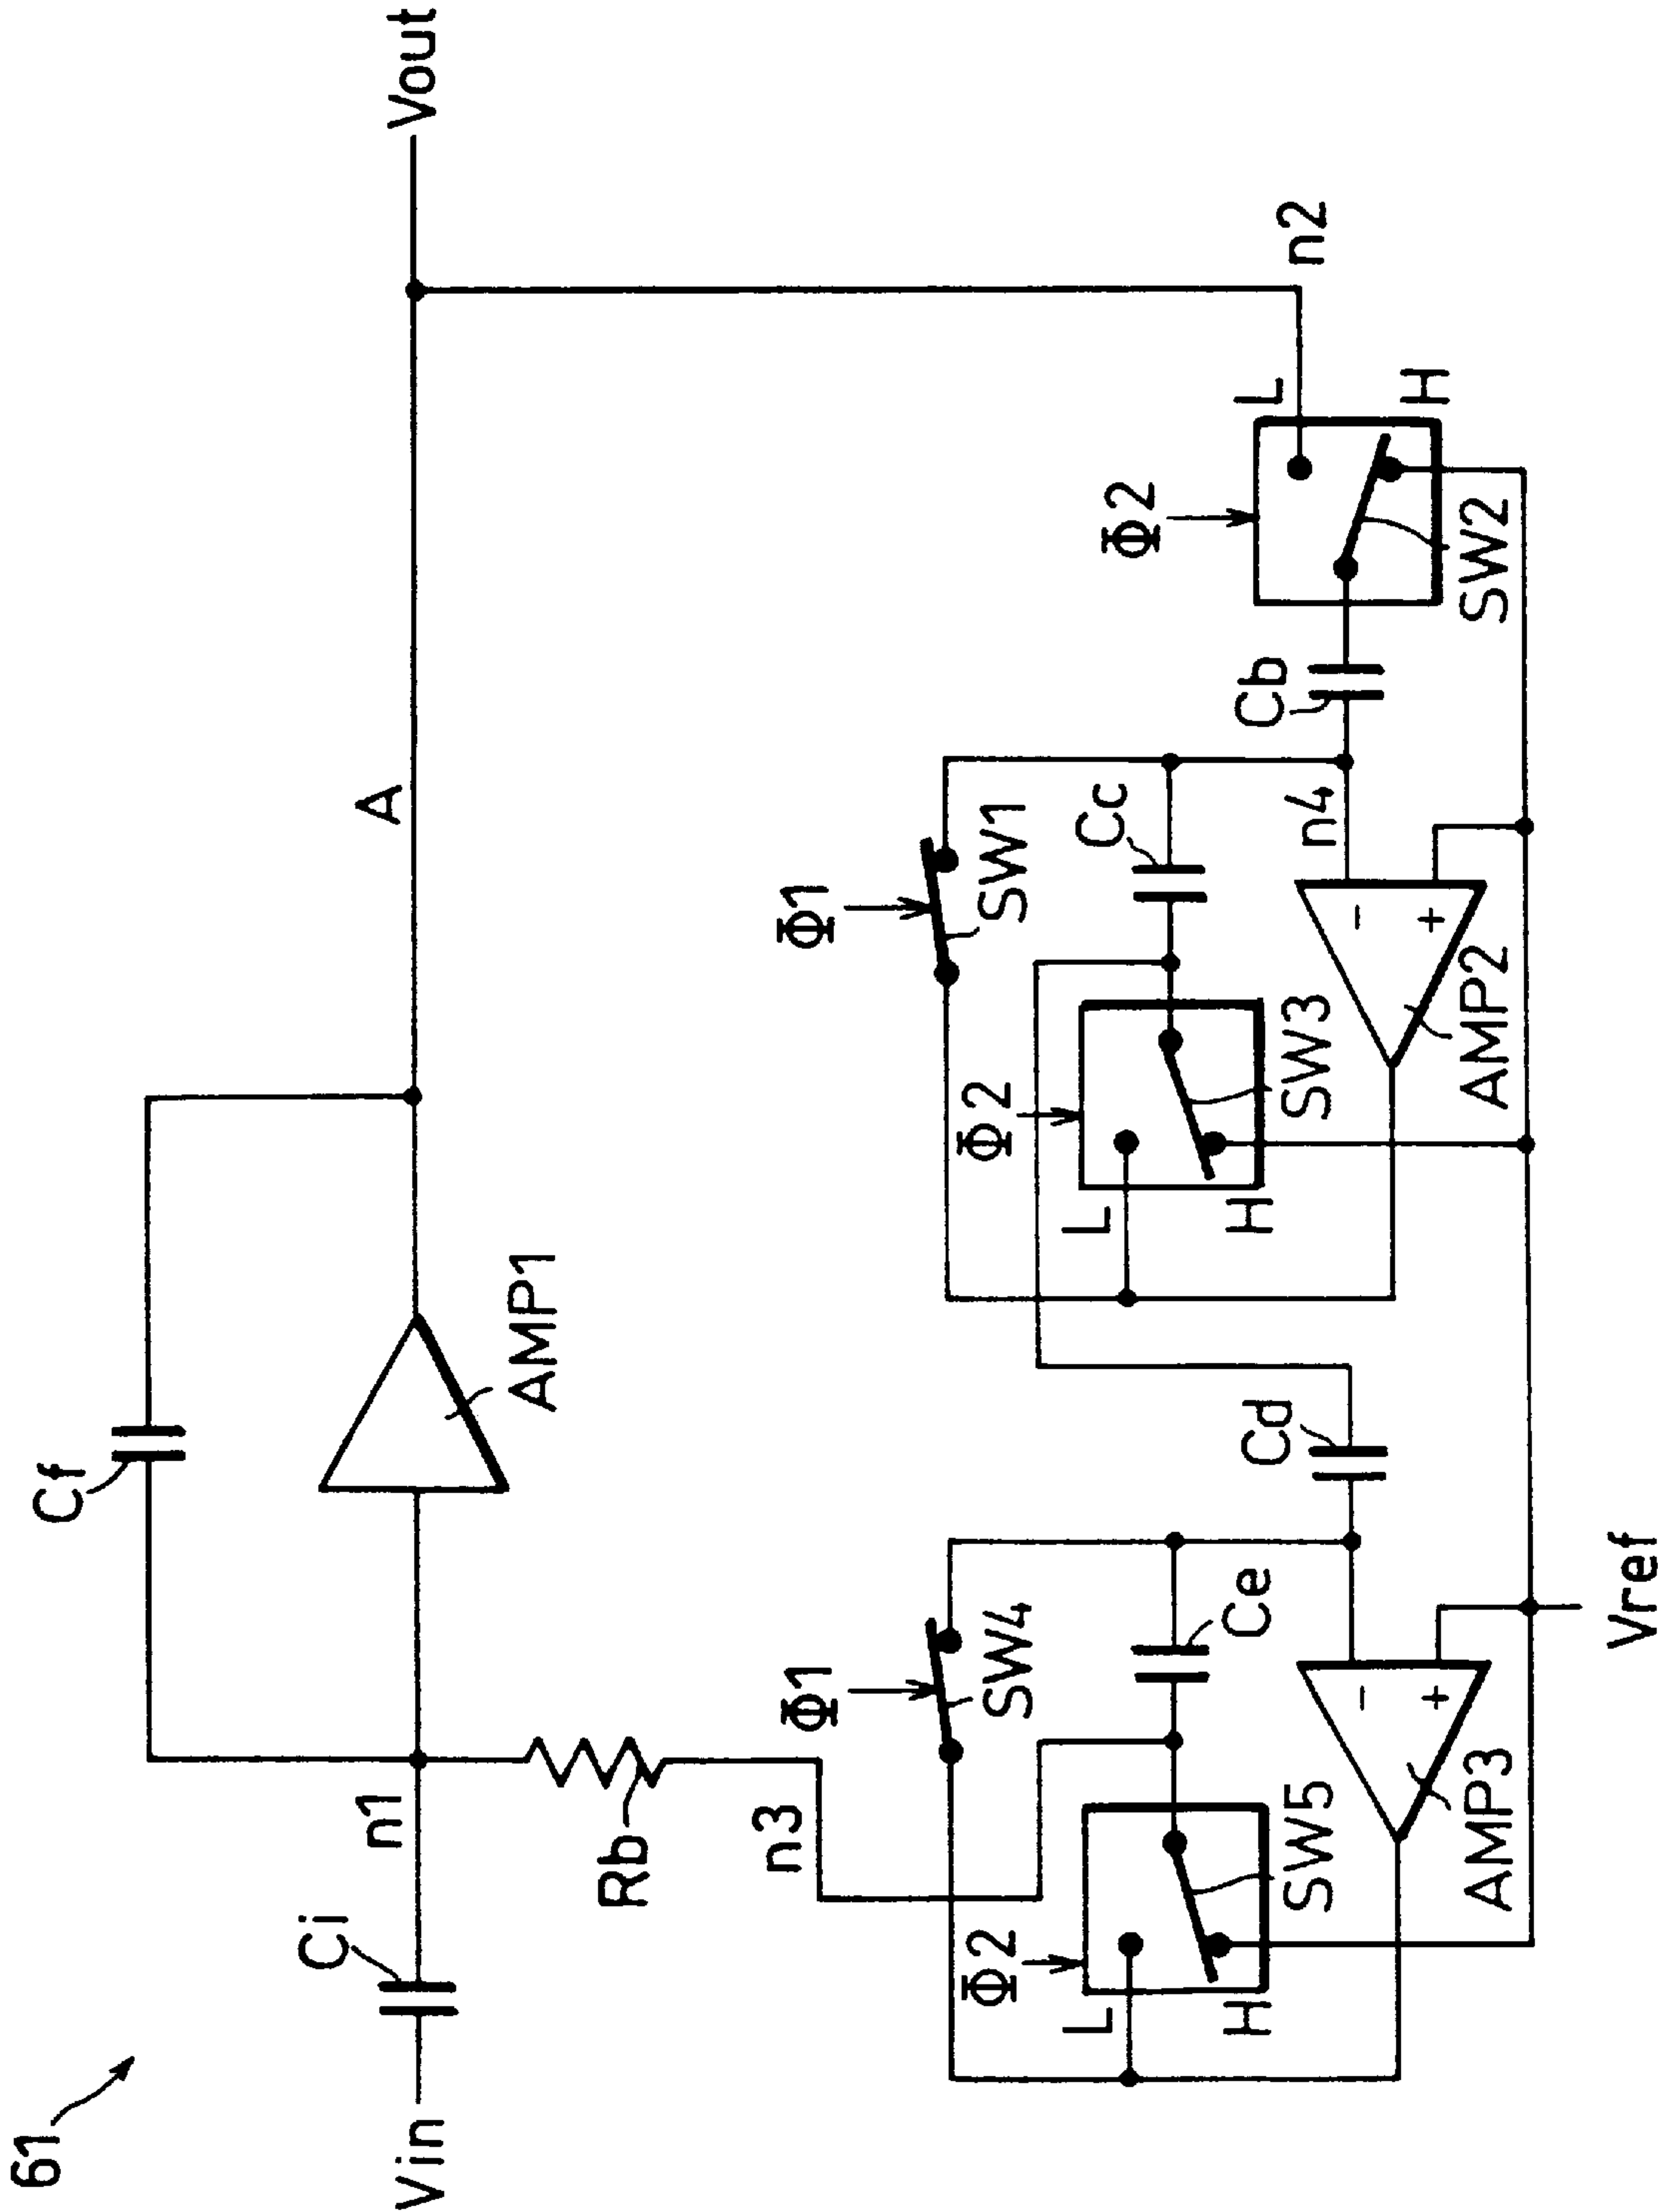 61
Vin
Ci
n1
Cf
AMP1
A
Vout
Rb
n3
Φ1
SW4
Φ2
L
H
SW5
Ce
-
+
AMP3
Vref
Cd
Φ1
SW1
Φ2
L
H
SW3
Cc
n4
-
+
AMP2
Cb
Φ2
L
H
SW2
n2